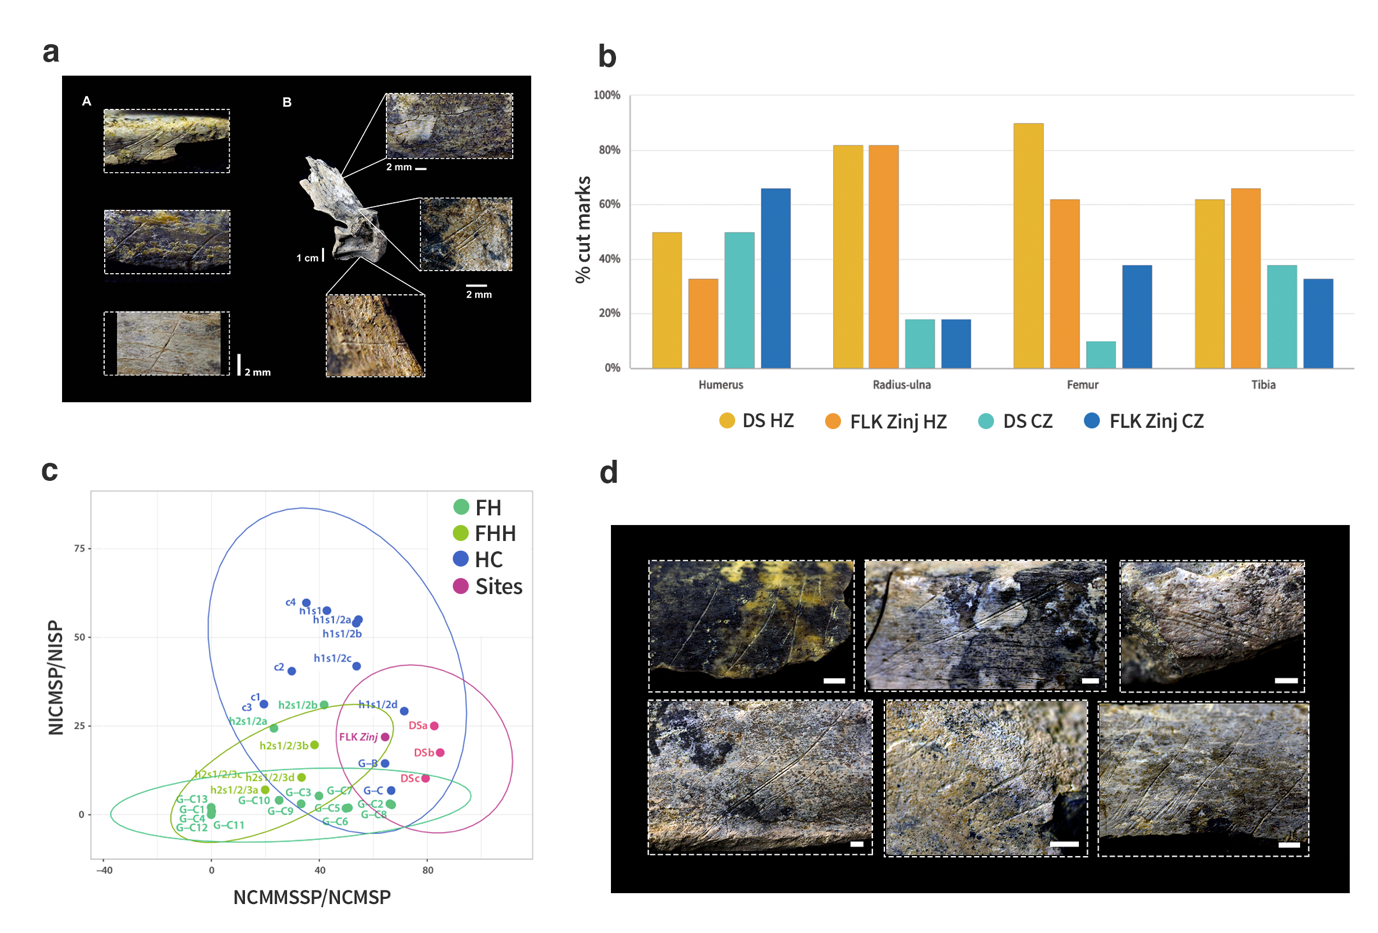 a
A
B
2 mm
1 cm
2 mm
2 mm
b
100%
80%
60%
40%
20%
0%
% cut marks
Humerus
Radius-ulna
Femur
Tibia
DS HZ
FLK Zinj HZ
DS CZ
FLK Zinj CZ
c
FH
FHH
HC
Sites
75
50
25
0
NICMSP/NISP
c4
h1s1
h1s1/2a
h1s1/2b
h1s1/2c
c2
c1
c3
h2s1/2b
h1s1/2d
h2s1/2a
DSa
FLK Zinj
h2s1/2/3b
DSb
G–B
h2s1/2/3c
h2s1/2/3d
DSc
h2s1/2/3a
G–C3
G–C7
G–C
G–C13
G–C10
G–C1
G–C9
G–C5
G–C2
G–C4
G–C8
G–C12
G–C11
G–C6
–40
0
40
80
NCMMSSP/NCMSP
d